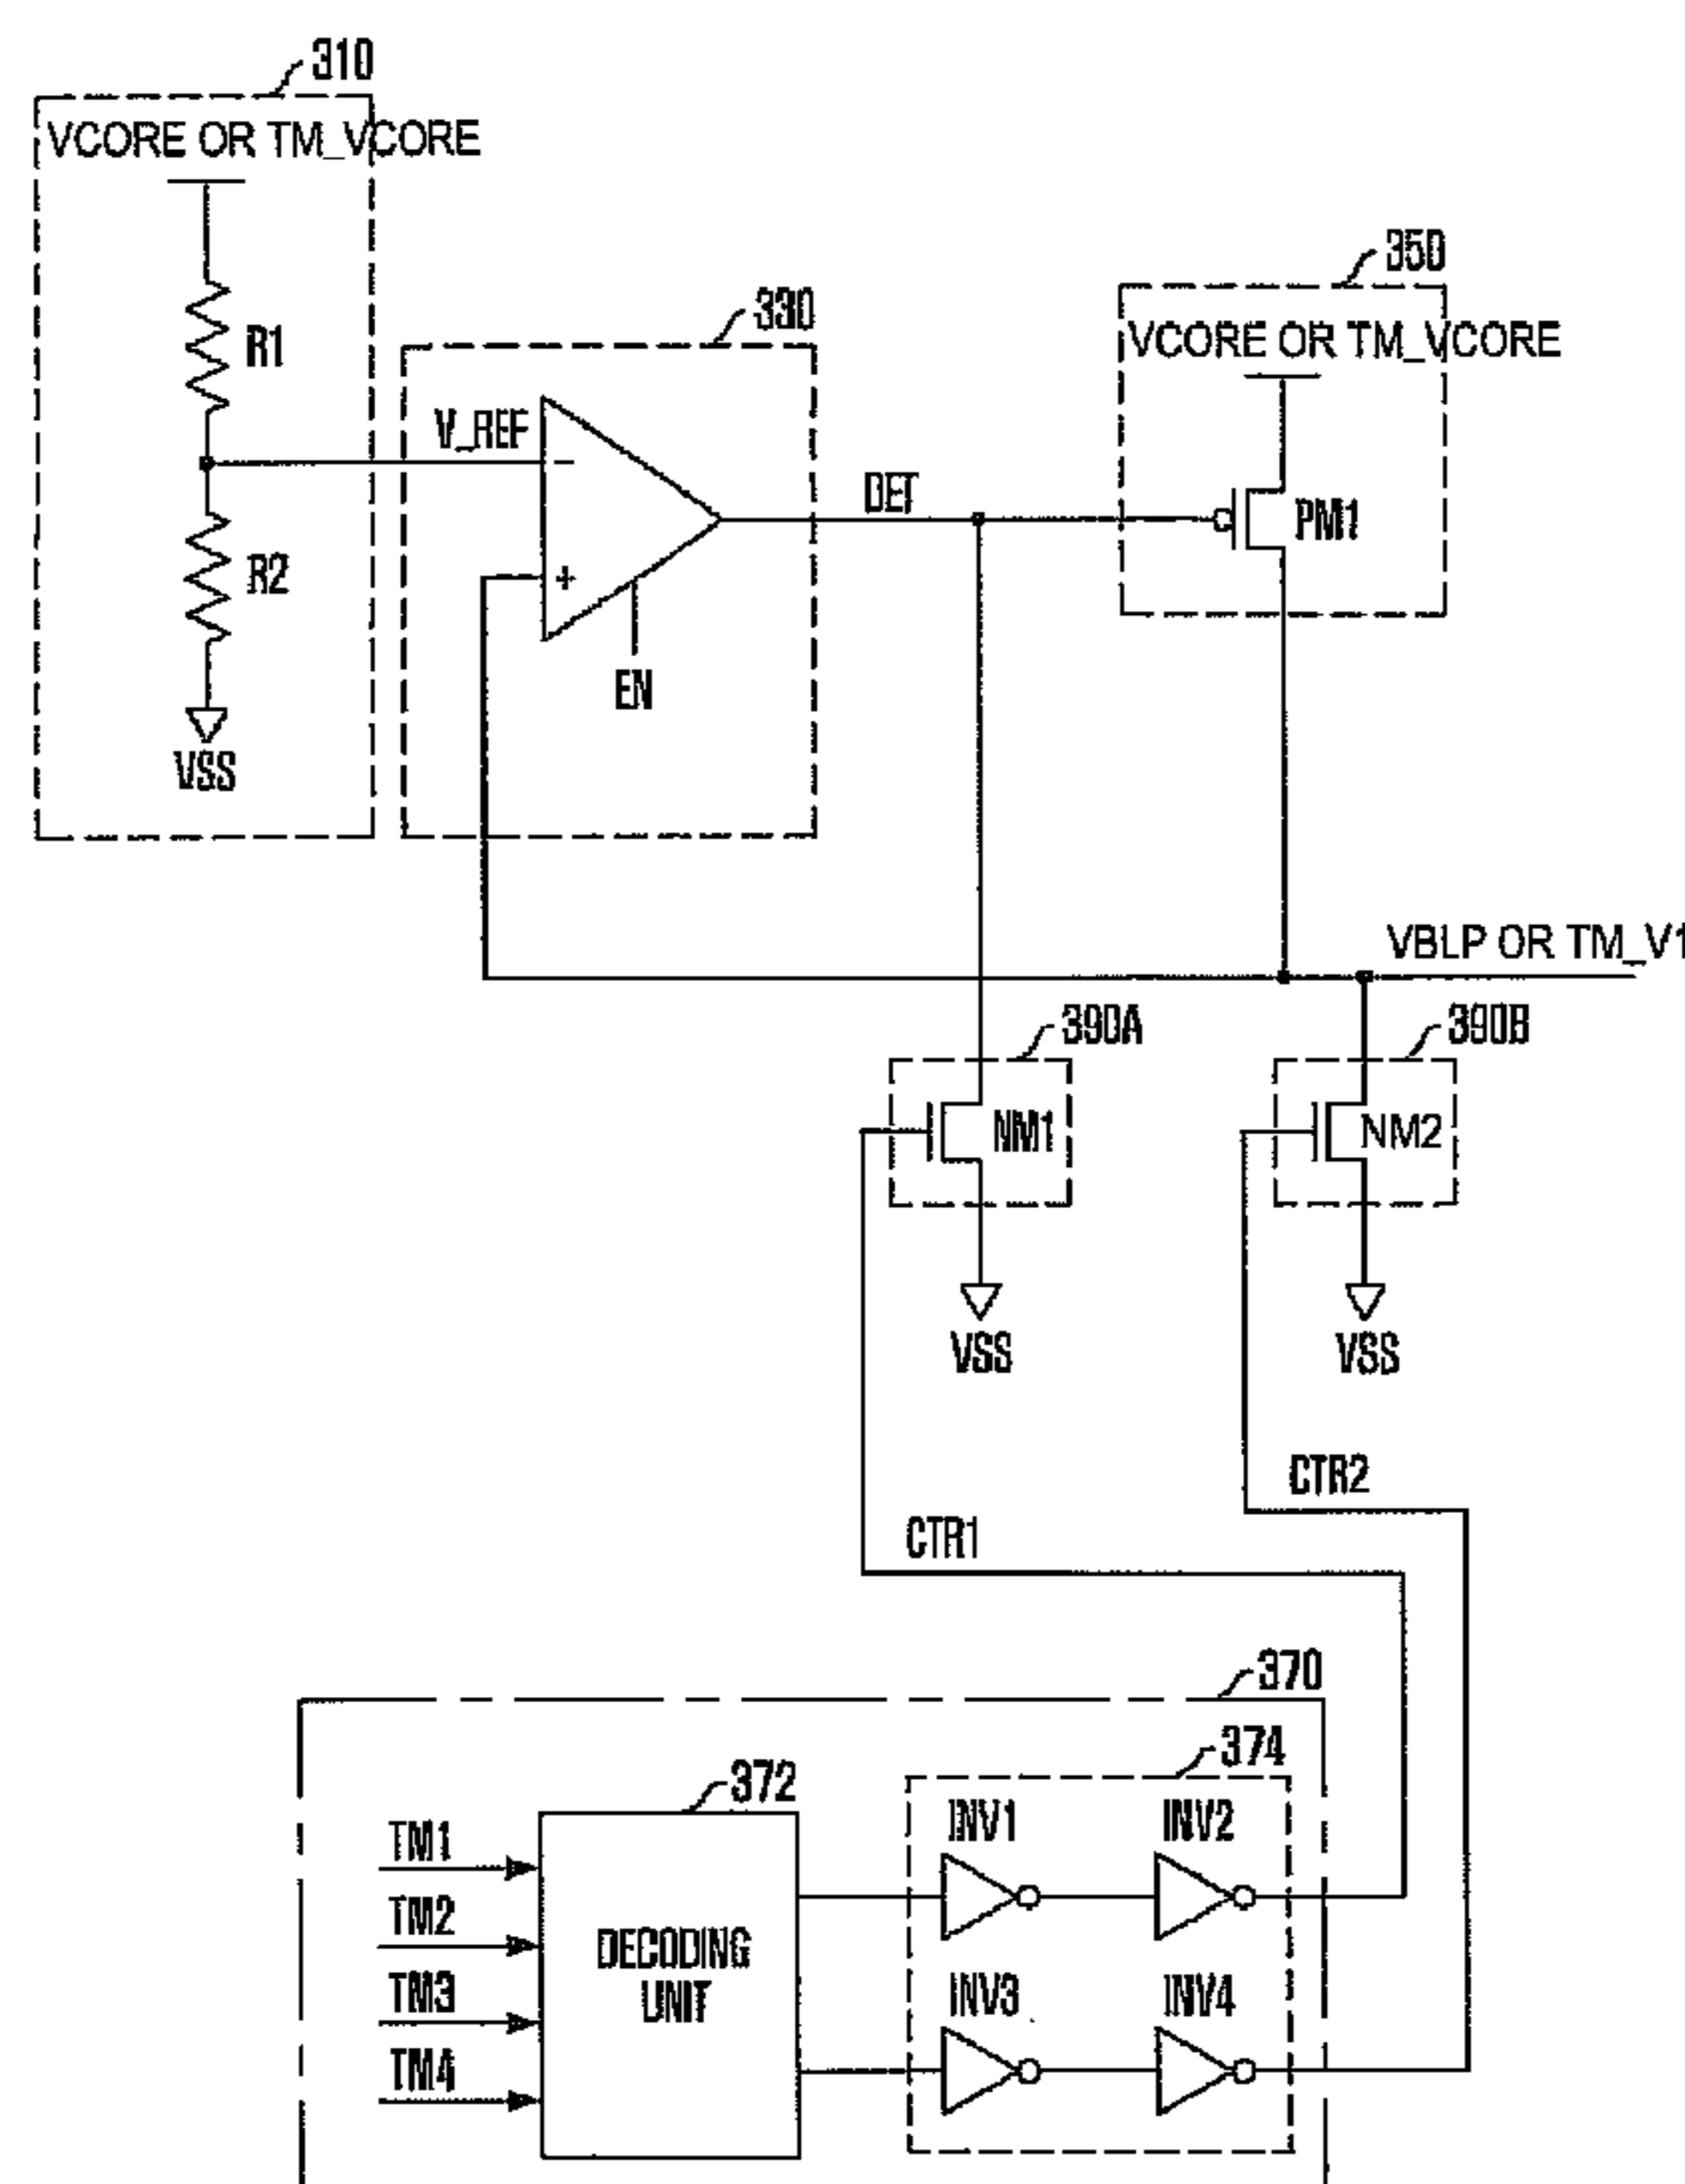 310
VCORE OR TM_VCORE
R1
R2
VSS
330
V_REF
-
+
EN
DET
350
VCORE OR TM_VCORE
PM1
VBLP OR TM_V1
390A
NM1
VSS
390B
NM2
VSS
CTR2
CTR1
370
372
374
TM1
TM2
TM3
TM4
DECODING
UNIT
INV1
INV2
INV3
INV4